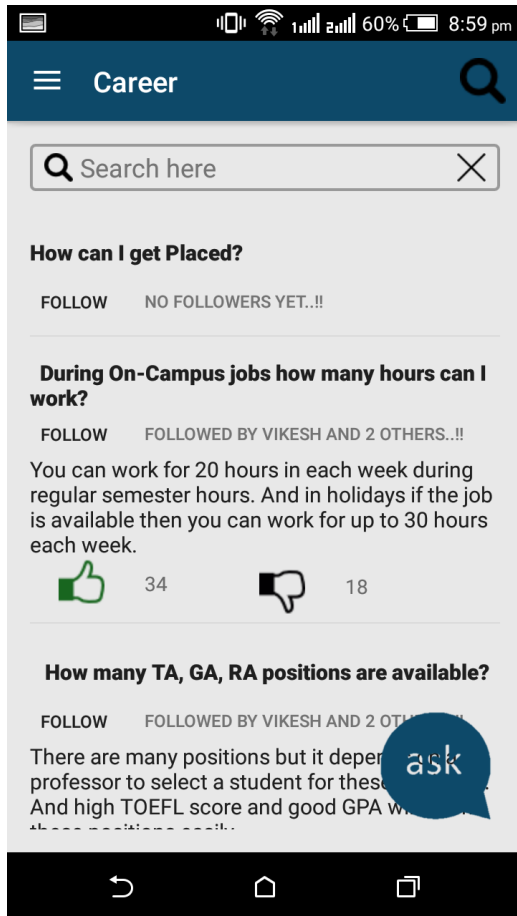 60% 8:59 pm
Career
Search here
How can I get Placed?
FOLLOW NO FOLLOWERS YET..!!
During On-Campus jobs how many hours can I
work?
FOLLOW FOLLOWED BY VIKESH AND 2 OTHERS..!!
You can work for 20 hours in each week during
regular semester hours. And in holidays if the job
is available then you can work for up to 30 hours
each week.
34 18
How many TA, GA, RA positions are available?
FOLLOW FOLLOWED BY VIKESH AND 2
There are many positions but it
ask
professor to select a student for
And high TOEFL score and good GPA